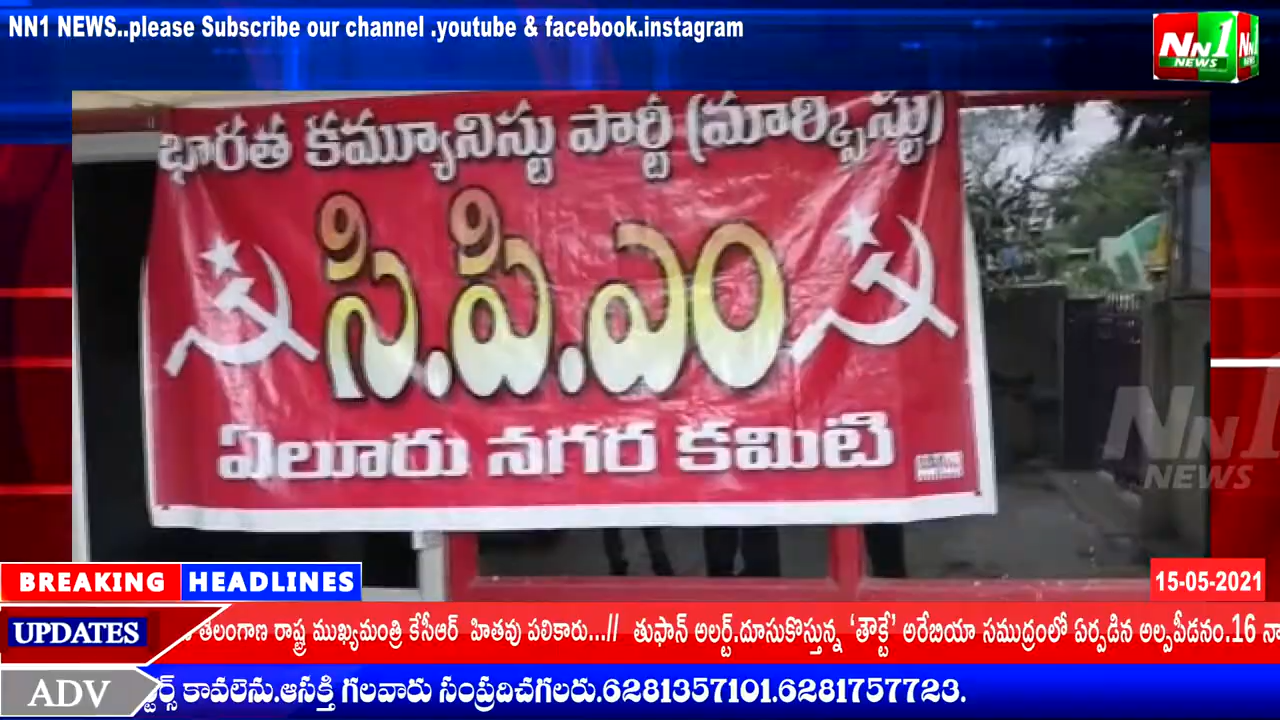 NN1 NEWS..please Subscribe our channel .youtube & facebook.instagram
NN1
NEWS
భారత కమ్యూనిస్టు పార్టీ (మార్క్సిస్టు)
సి.పి.ఎం
ఏలూరు నగర కమిటి
NN1
NEWS
BREAKING HEADLINES
15-05-2021
UPDATES
తెలంగాణ రాష్ట్ర ముఖ్యమంత్రి కేసీఆర్ హితవు పలికారు...// తుఫాన్ అలర్ట్.దూసుకొస్తున్న 'తౌక్టే' అరేబియా సముద్రంలో ఏర్పడిన అల్పపీడనం.16 నా
ADV
ర్టర్స్ కావలెను.ఆసక్తి గలవారు సంప్రదిచగలరు.6281357101.6281757723.